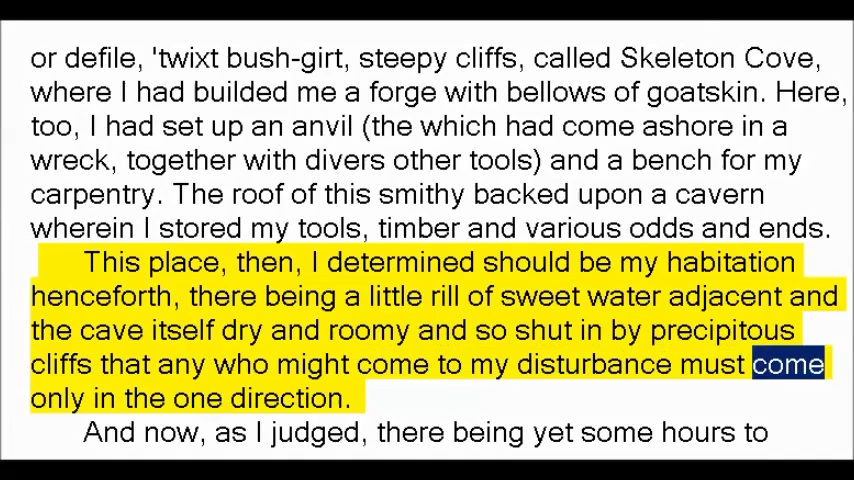 or defile, 'twixt bush-girt, steepy cliffs, called Skeleton Cove,
where I had builded me a forge with bellows of goatskin. Here,
too, I had set up an anvil (the which had come ashore in a
wreck, together with divers other tools) and a bench for my
carpentry. The roof of this smithy backed upon a cavern
wherein I stored my tools, timber and various odds and ends.
This place, then, I determined should be my habitation
henceforth, there being a little rill of sweet water adjacent and
the cave itself dry and roomy and so shut in by precipitous
cliffs that any who might come to my disturbance must come
only in the one direction.
And now, as I judged, there being yet some hours to